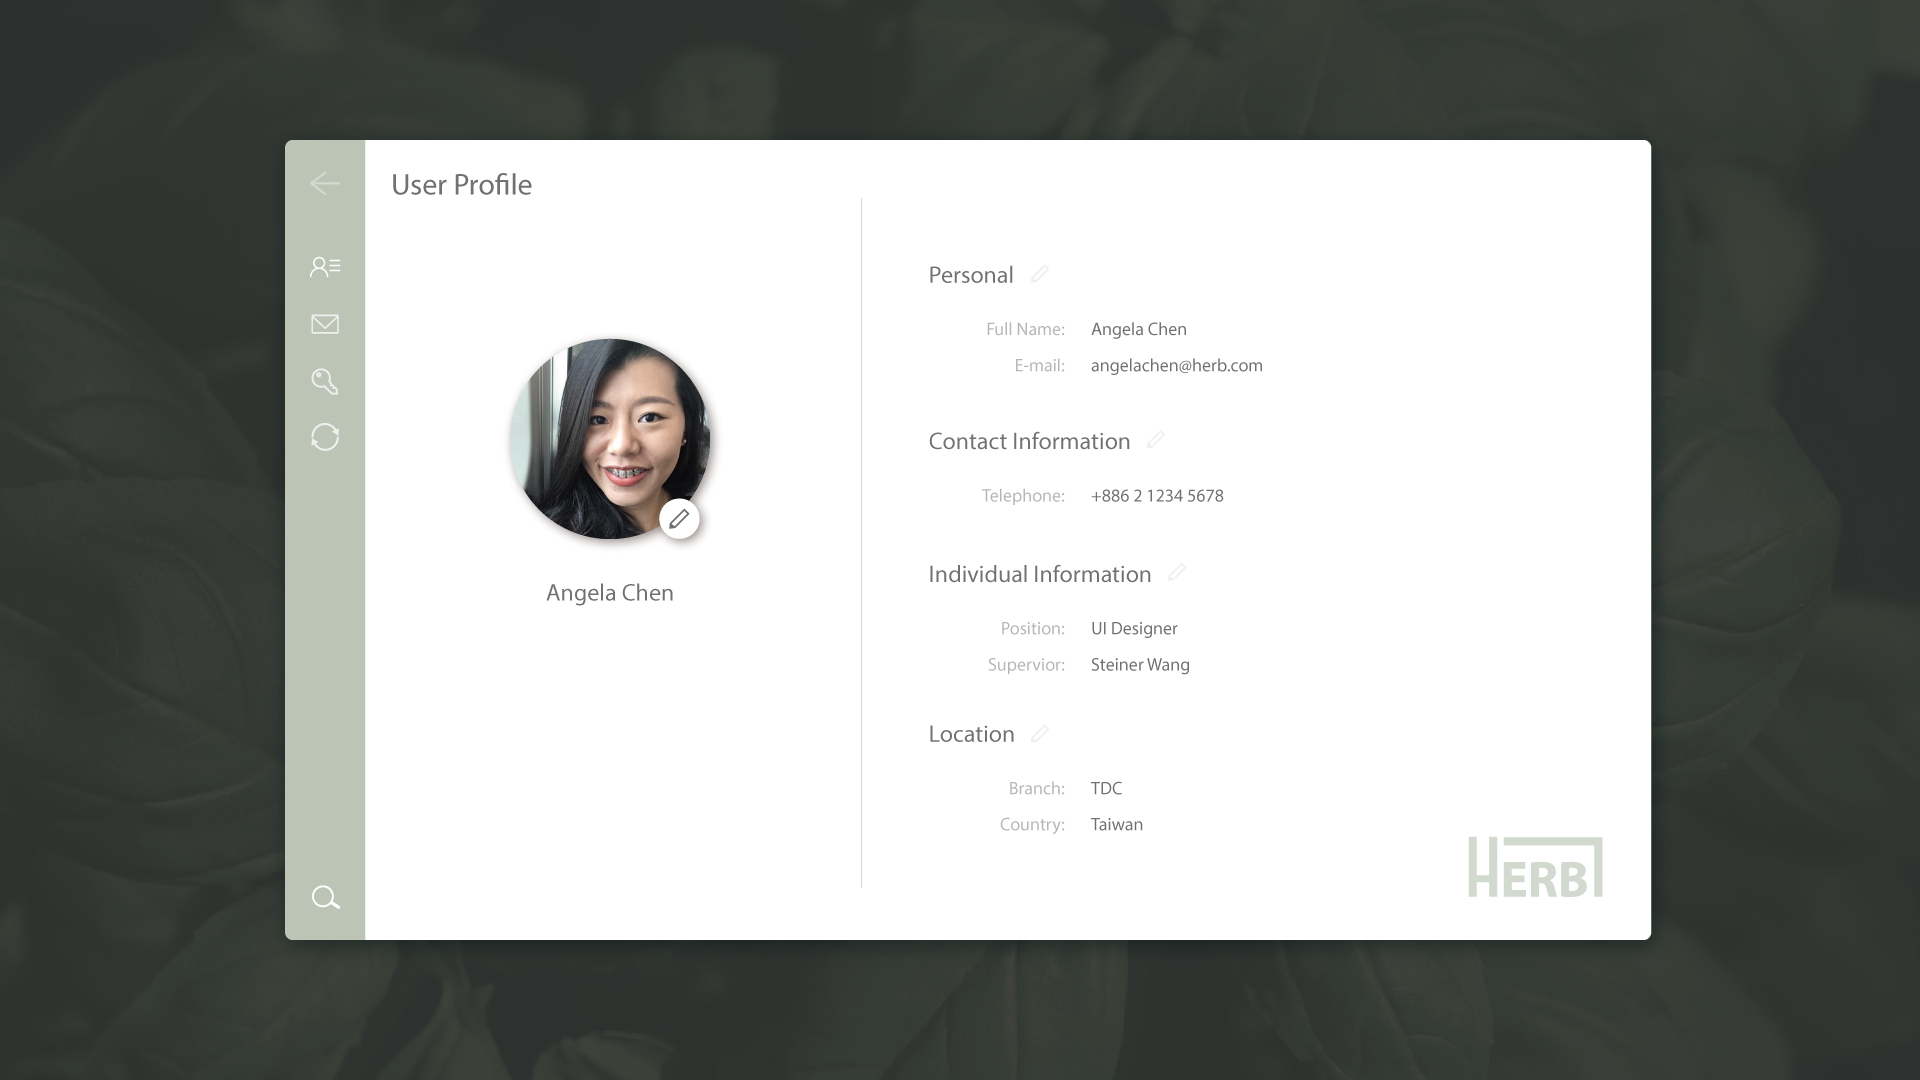 User Profile
Angela Chen
Personal
Full Name: Angela Chen
E-mail: angelachen@herb.com
Contact Information
Telephone: +886 2 1234 5678
Individual Information
Position: UI Designer
Supervior: Steiner Wang
Location
Branch: TDC
Country: Taiwan
HERB